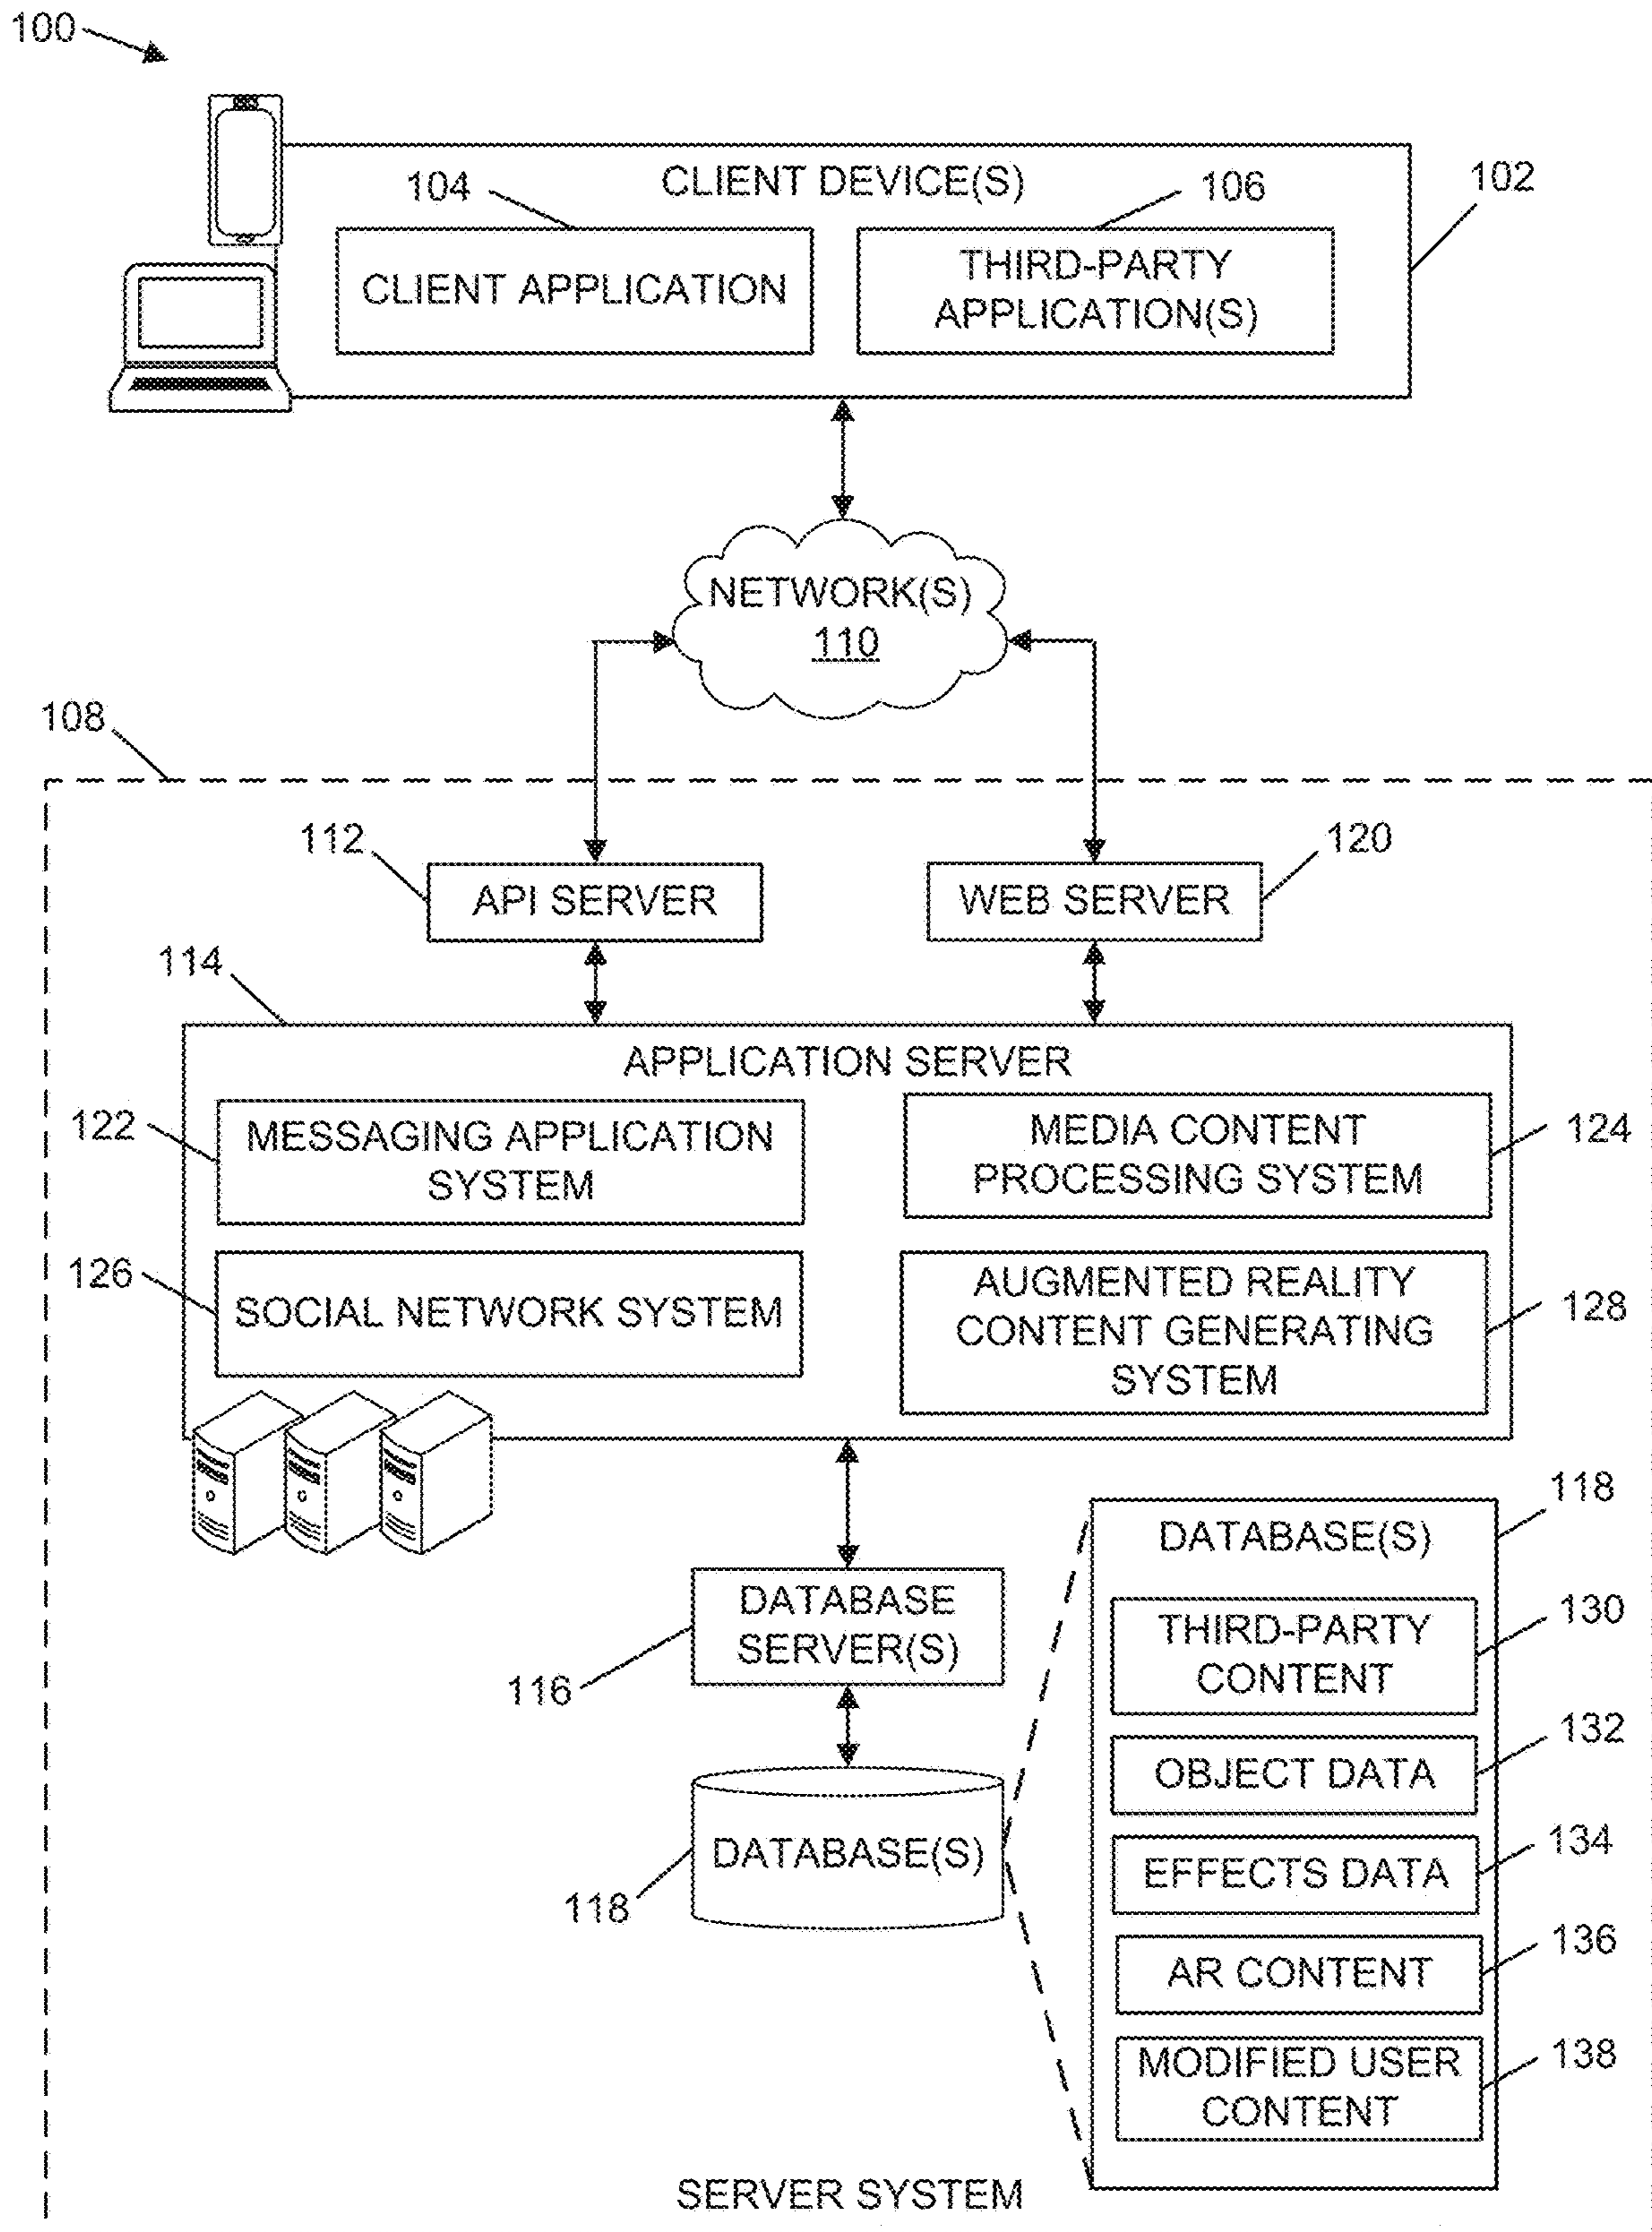 100
CLIENT DEVICE(S)
102
104
106
CLIENT APPLICATION
THIRD-PARTY
APPLICATION(S)
NETWORK(S)
110
108
112
API SERVER
120
WEB SERVER
114
APPLICATION SERVER
122
MESSAGING APPLICATION
SYSTEM
MEDIA CONTENT
PROCESSING SYSTEM
124
126
SOCIAL NETWORK SYSTEM
AUGMENTED REALITY
CONTENT GENERATING
SYSTEM
128
DATABASE
SERVER(S)
116
DATABASE(S)
118
DATABASE(S)
118
THIRD-PARTY
CONTENT
130
OBJECT DATA
132
EFFECTS DATA
134
AR CONTENT
136
MODIFIED USER
CONTENT
138
SERVER SYSTEM